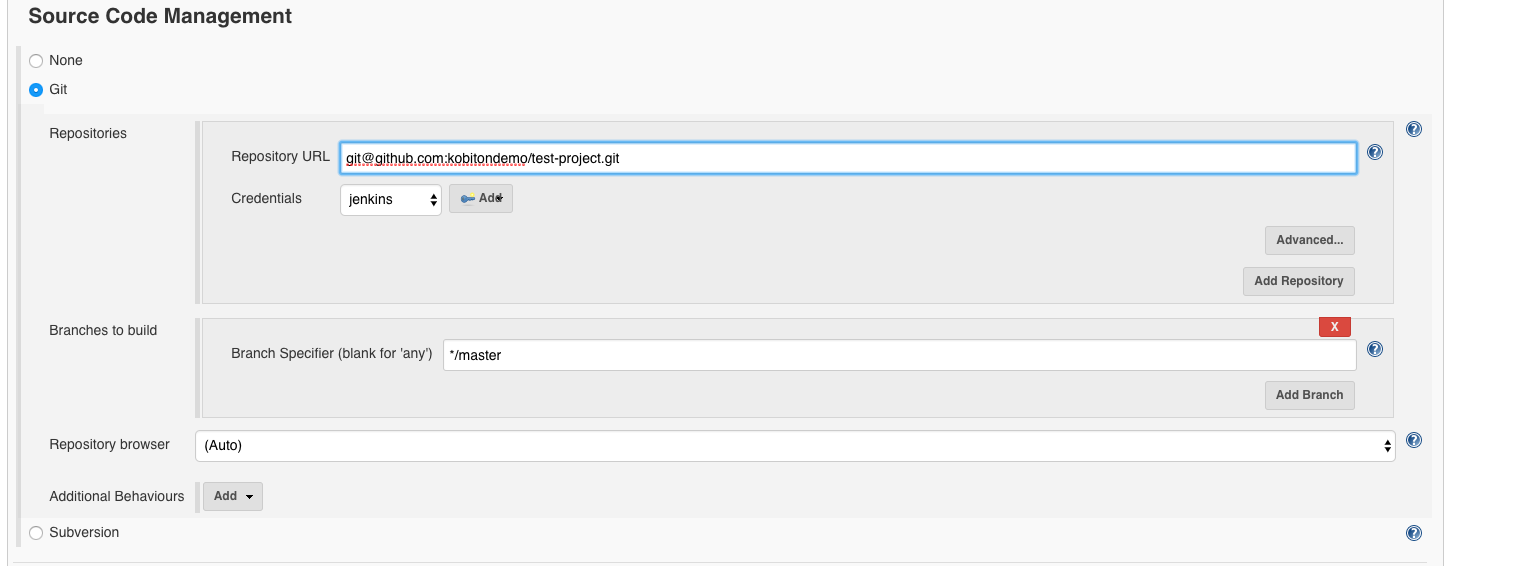 Source Code Management
None
Git
Repositories
Repository URL git@github.com:kobitondemo/test-project.git
Credentials jenkins Add
Advanced...
Add Repository
Branches to build
X
Branch Specifier (blank for 'any') */master
Add Branch
Repository browser (Auto)
Additional Behaviours Add
Subversion